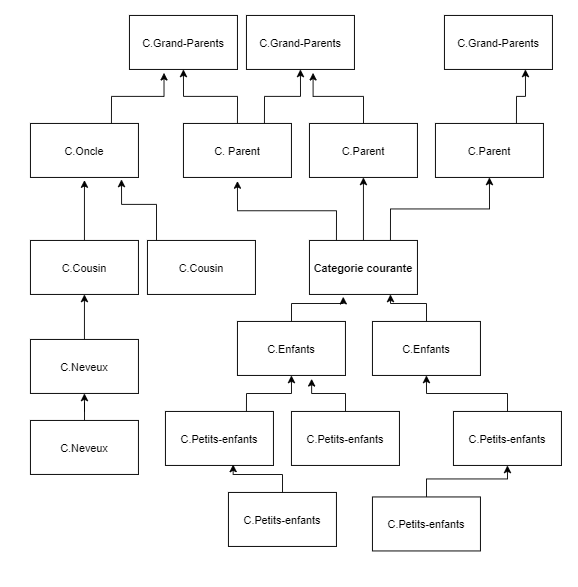 C.Grand-Parents
C.Grand-Parents
C.Grand-Parents
C.Oncle
C. Parent
C.Parent
C.Parent
C.Cousin
C.Cousin
Categorie courante
C.Enfants
C.Enfants
C.Neveux
C.Petits-enfants
C.Petits-enfants
C.Petits-enfants
C.Neveux
C.Petits-enfants
C.Petits-enfants